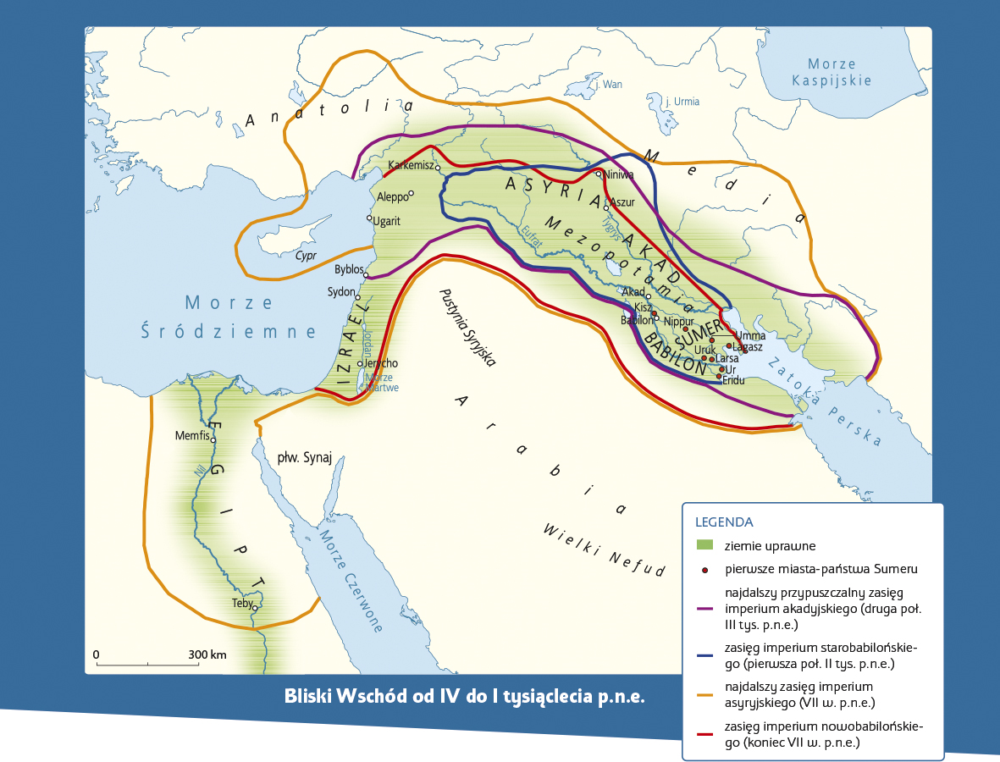 Morze
Kaspijskie
j. Wan
j. Urmia
Anatolia
Media
Karkemisz
Niniwa
ASYRIA
Aleppo
Aszur
Ugarit
Mezopotamia
Eufrat
Tygrys
AKAD
Cypr
Byblos
Sydon
Morze
Śródziemne
Pustynia Syryjska
Akad
Kisz
Babilon
Nippur
SUMER
Umma
Lagasz
Uruk
Larsa
BABILON
Ur
Eridu
Zatoka Perska
IZRAEL
Jordan
Jerycho
Morze
Martwe
EGIPT
Memfis
Nil
płw. Synaj
Arabia
Wielki Nefud
Morze Czerwone
Teby
0 300 km
Bliski Wschód od IV do I tysiąclecia p.n.e.
LEGENDA
ziemie uprawne
pierwsze miasta-państwa Sumeru
najdalszy przypuszczalny zasięg
imperium akadyjskiego (druga poł.
III tys. p.n.e.)
zasięg imperium starobabilońskie-
go (pierwsza poł. II tys. p.n.e.)
najdalszy zasięg imperium
asyryjskiego (VII w. p.n.e.)
zasięg imperium nowobabilońskie-
go (koniec VII w. p.n.e.)